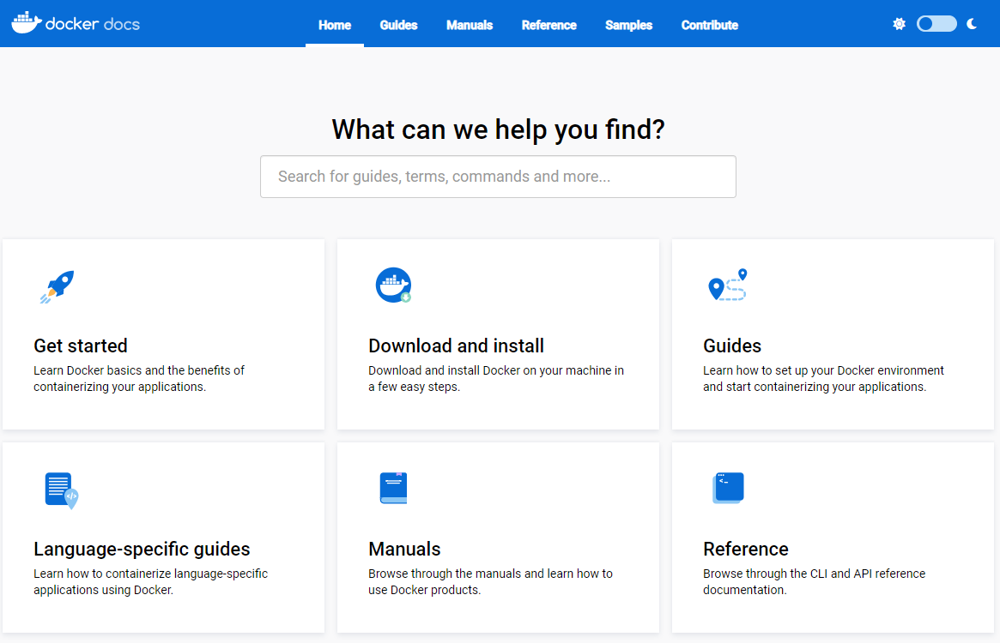 docker docs
Home Guides Manuals Reference Samples Contribute
What can we help you find?
Search for guides, terms, commands and more...
Get started
Learn Docker basics and the benefits of
containerizing your applications.
Download and install
Download and install Docker on your machine in
a few easy steps.
Guides
Learn how to set up your Docker environment
and start containerizing your applications.
Language-specific guides
Learn how to containerize language-specific
applications using Docker.
Manuals
Browse through the manuals and learn how to
use Docker products.
Reference
Browse through the CLI and API reference
documentation.